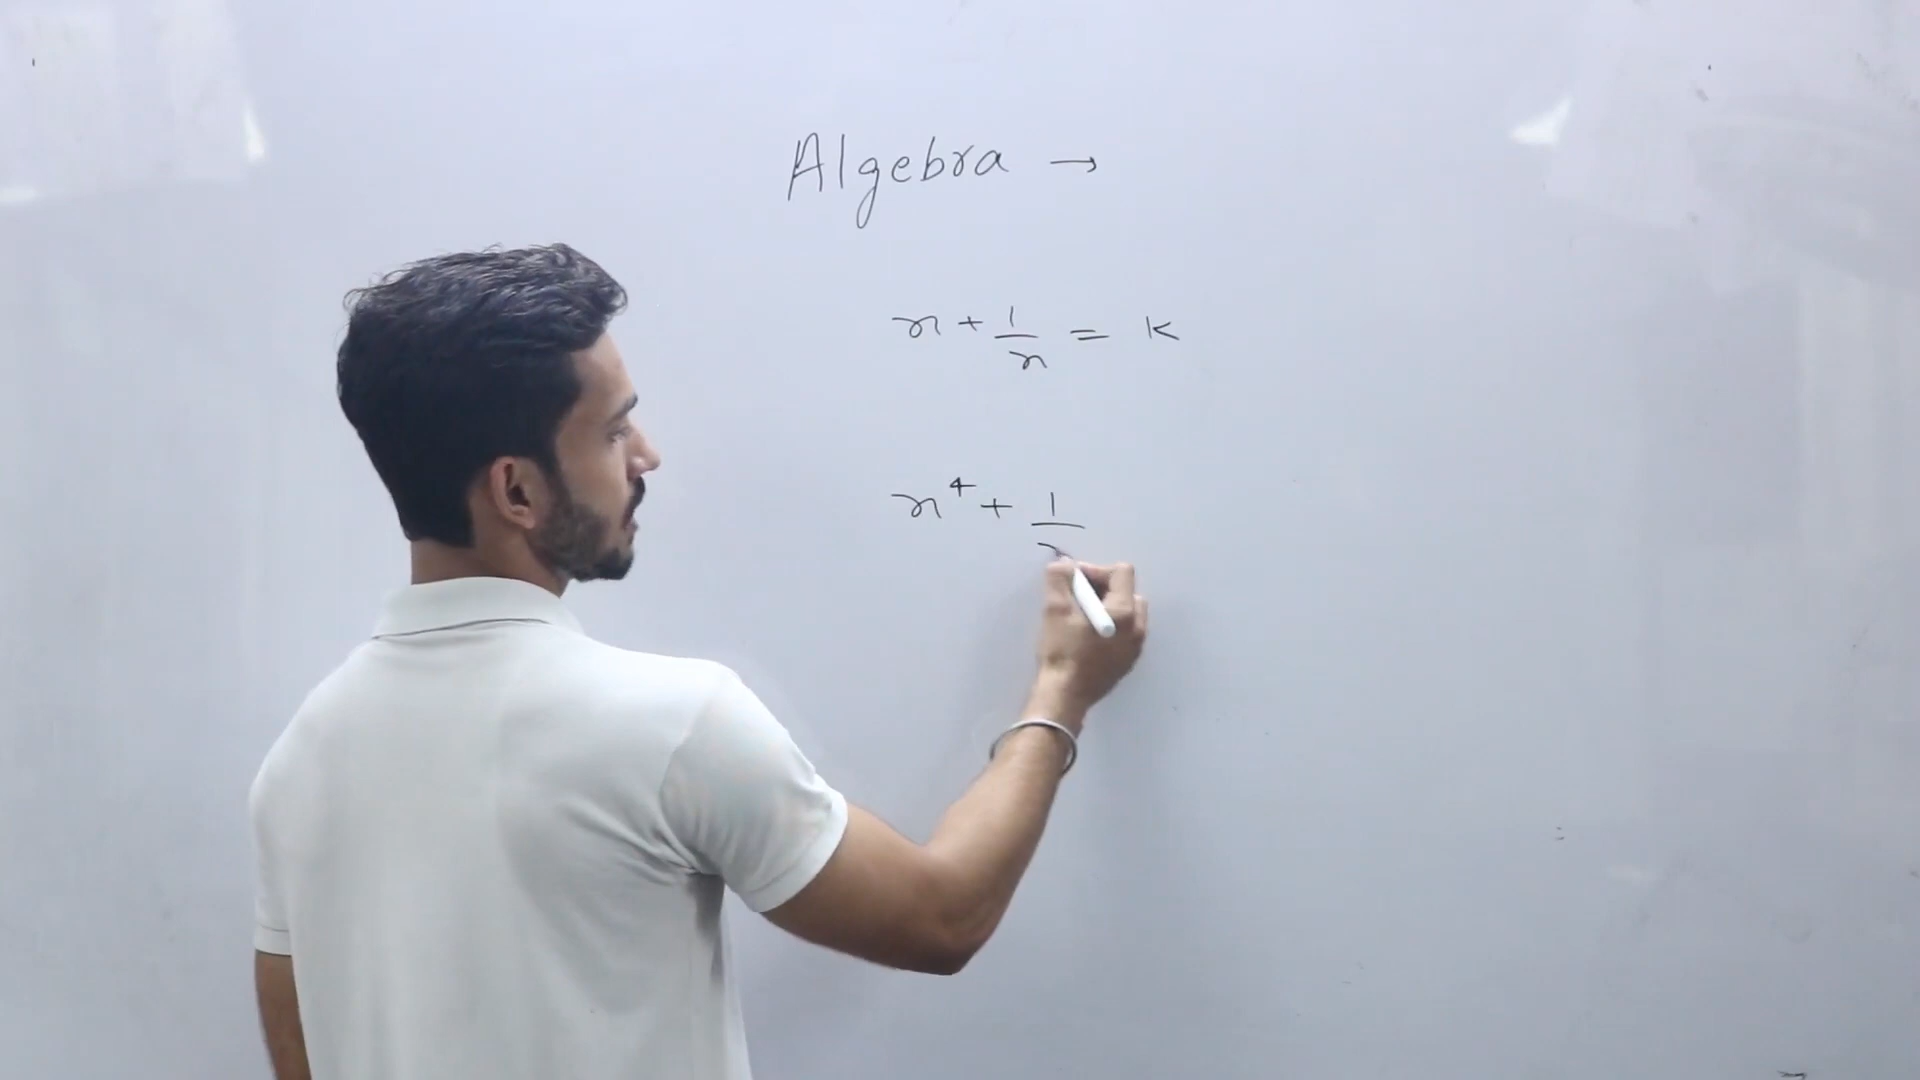 Algebra →
x + 1/x = K
x⁴ + 1/